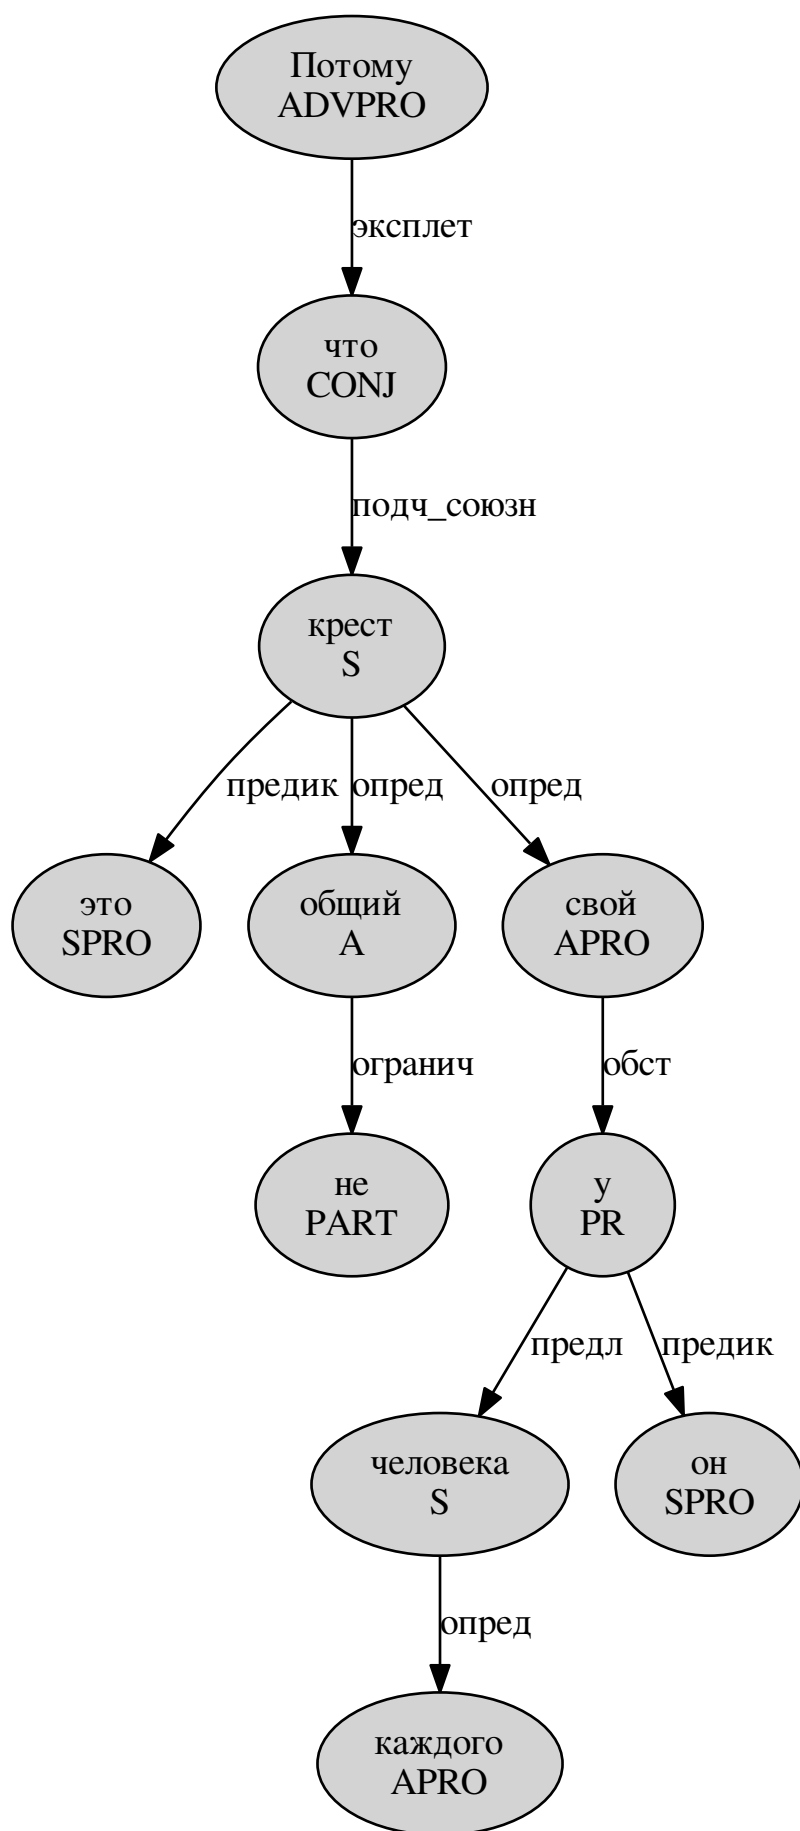 Потому
ADVPRO
эксплет
что
CONJ
подч_союзн
крест
S
предик
опред
опред
это
SPRO
общий
A
свой
APRO
огранич
обст
не
PART
у
PR
предл
предик
человека
S
он
SPRO
опред
каждого
APRO